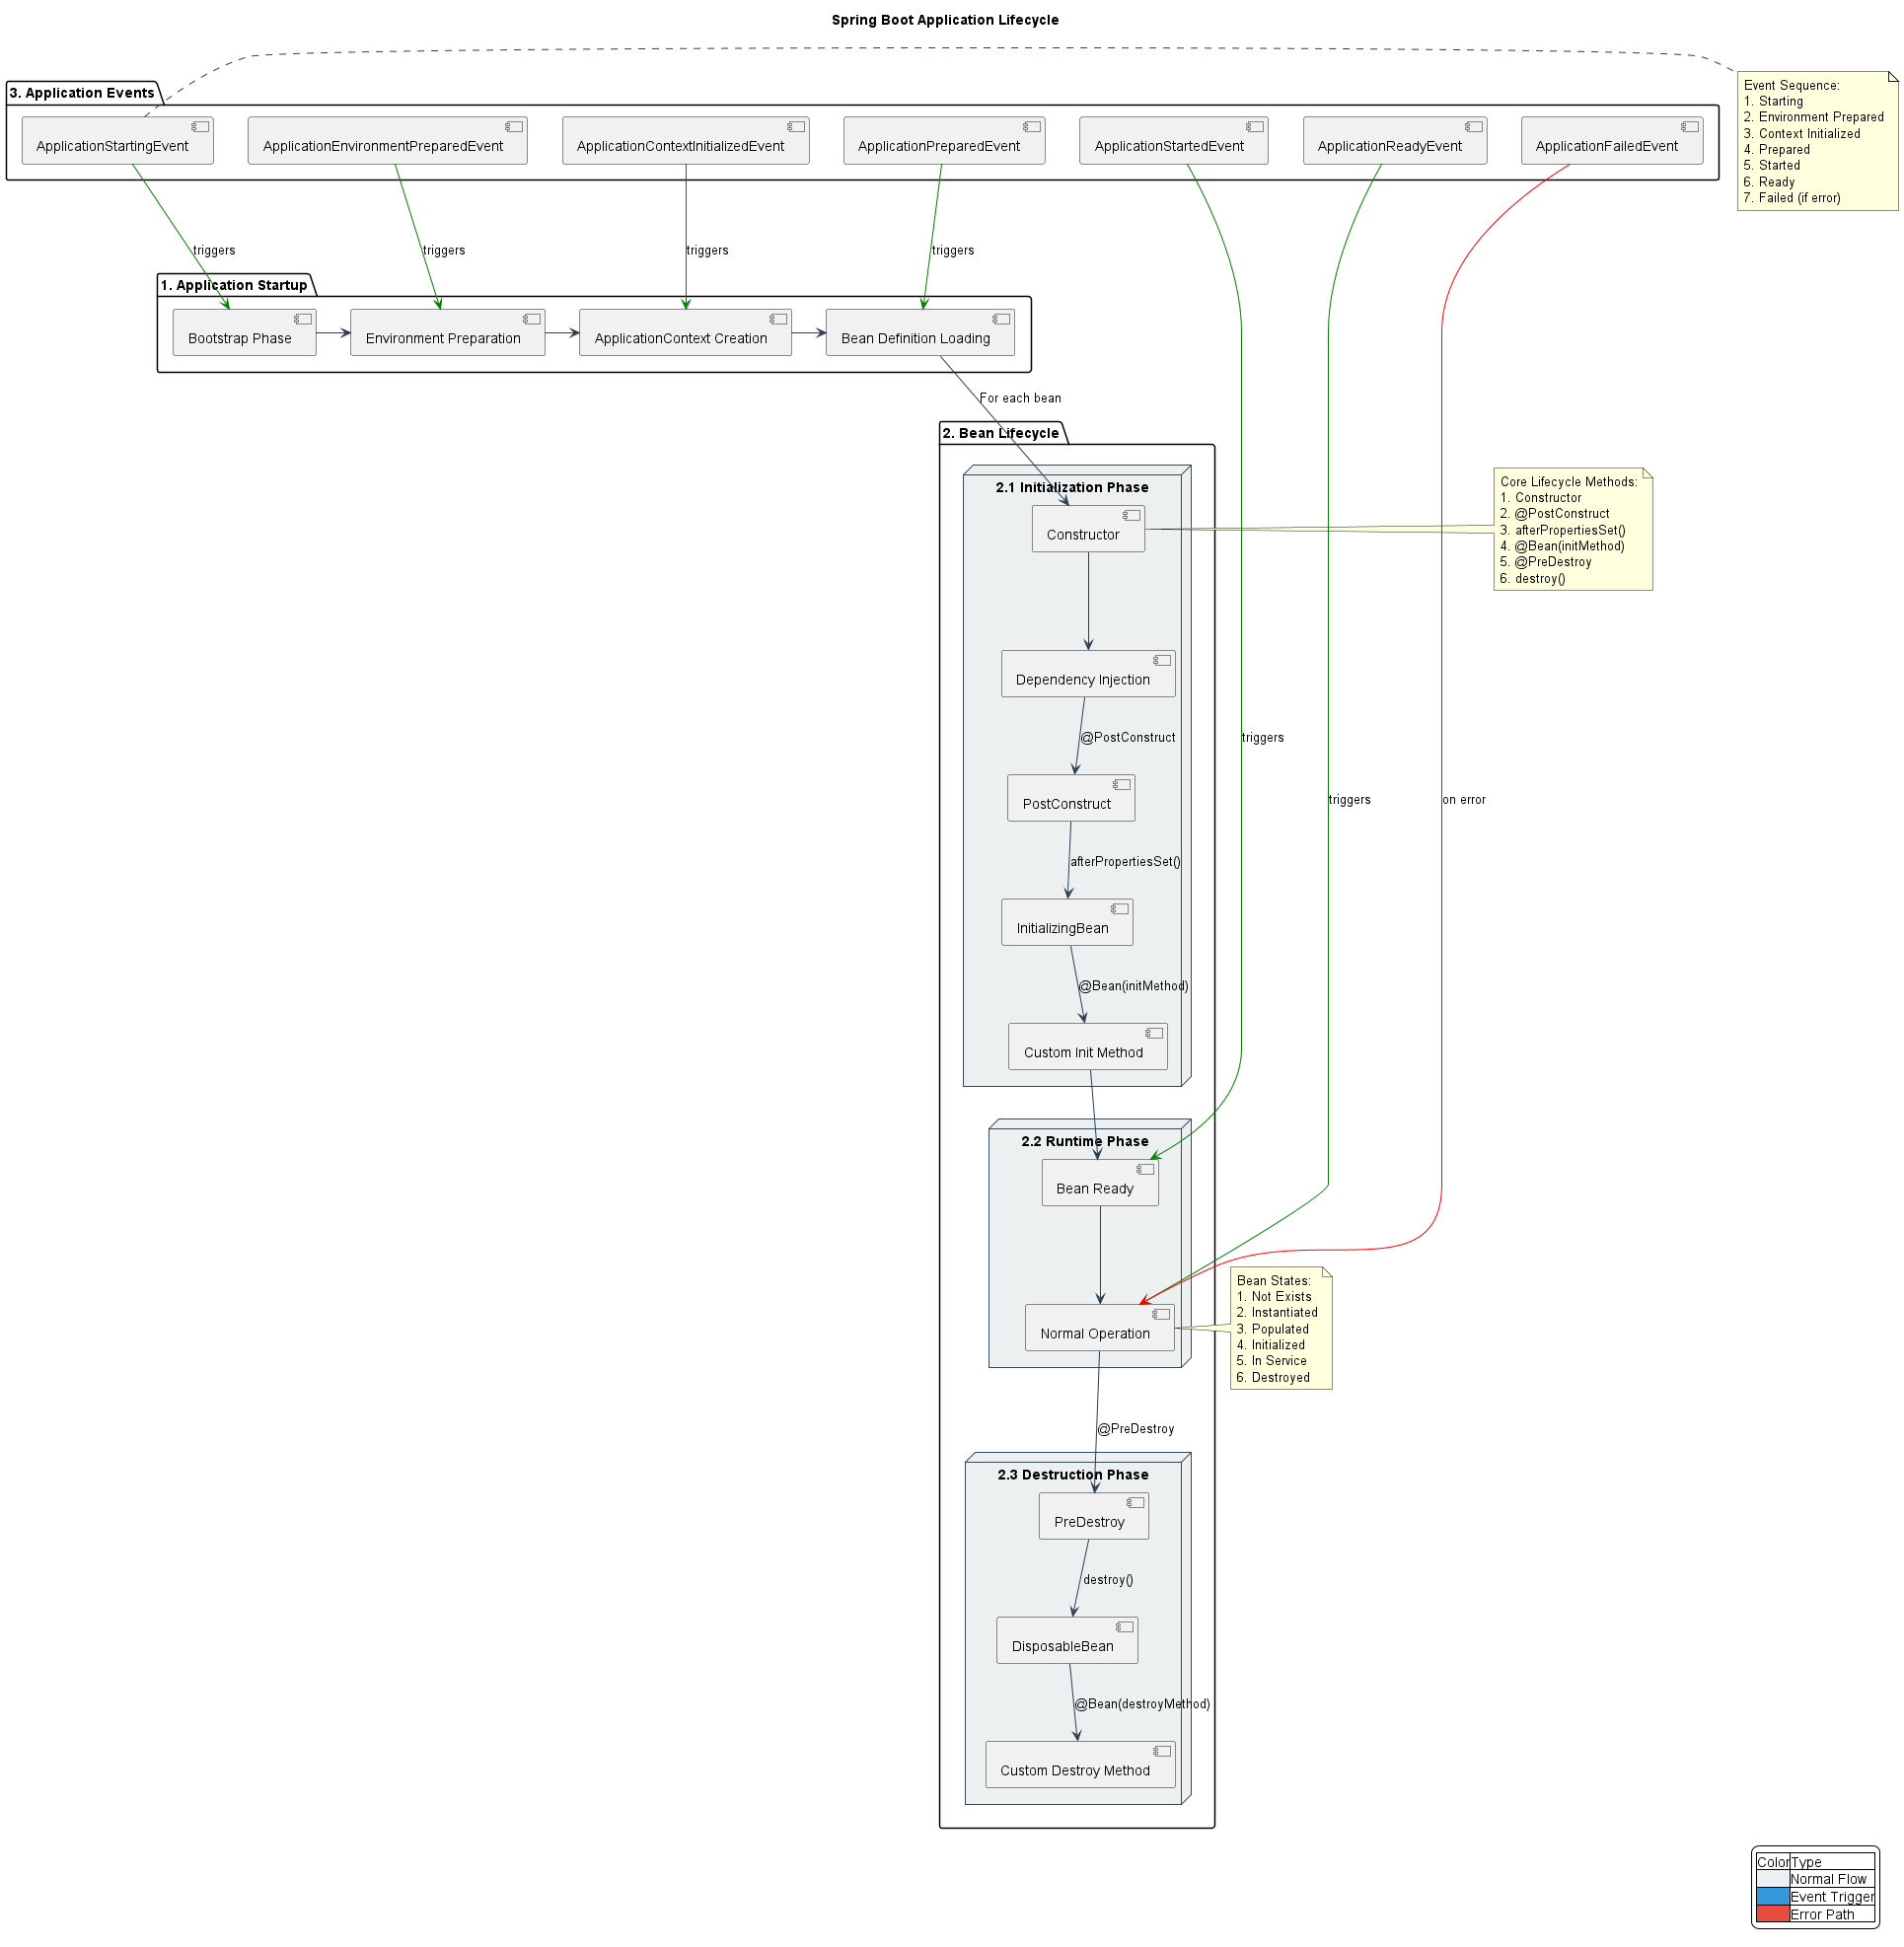 Spring Boot Application Lifecycle
3. Application Events
ApplicationStartingEvent
ApplicationEnvironmentPreparedEvent
ApplicationContextInitializedEvent
ApplicationPreparedEvent
ApplicationStartedEvent
ApplicationReadyEvent
ApplicationFailedEvent
Event Sequence:
1. Starting
2. Environment Prepared
3. Context Initialized
4. Prepared
5. Started
6. Ready
7. Failed (if error)
triggers
triggers
triggers
triggers
1. Application Startup
Bootstrap Phase
Environment Preparation
ApplicationContext Creation
Bean Definition Loading
For each bean
2. Bean Lifecycle
2.1 Initialization Phase
Constructor
Core Lifecycle Methods:
1. Constructor
2. @PostConstruct
3. afterPropertiesSet()
4. @Bean(initMethod)
5. @PreDestroy
6. destroy()
Dependency Injection
@PostConstruct
triggers
PostConstruct
triggers
on error
afterPropertiesSet()
InitializingBean
@Bean(initMethod)
Custom Init Method
2.2 Runtime Phase
Bean Ready
Normal Operation
Bean States:
1. Not Exists
2. Instantiated
3. Populated
4. Initialized
5. In Service
6. Destroyed
@PreDestroy
2.3 Destruction Phase
PreDestroy
destroy()
DisposableBean
@Bean(destroyMethod)
Custom Destroy Method
Color Type
Normal Flow
Event Trigger
Error Path